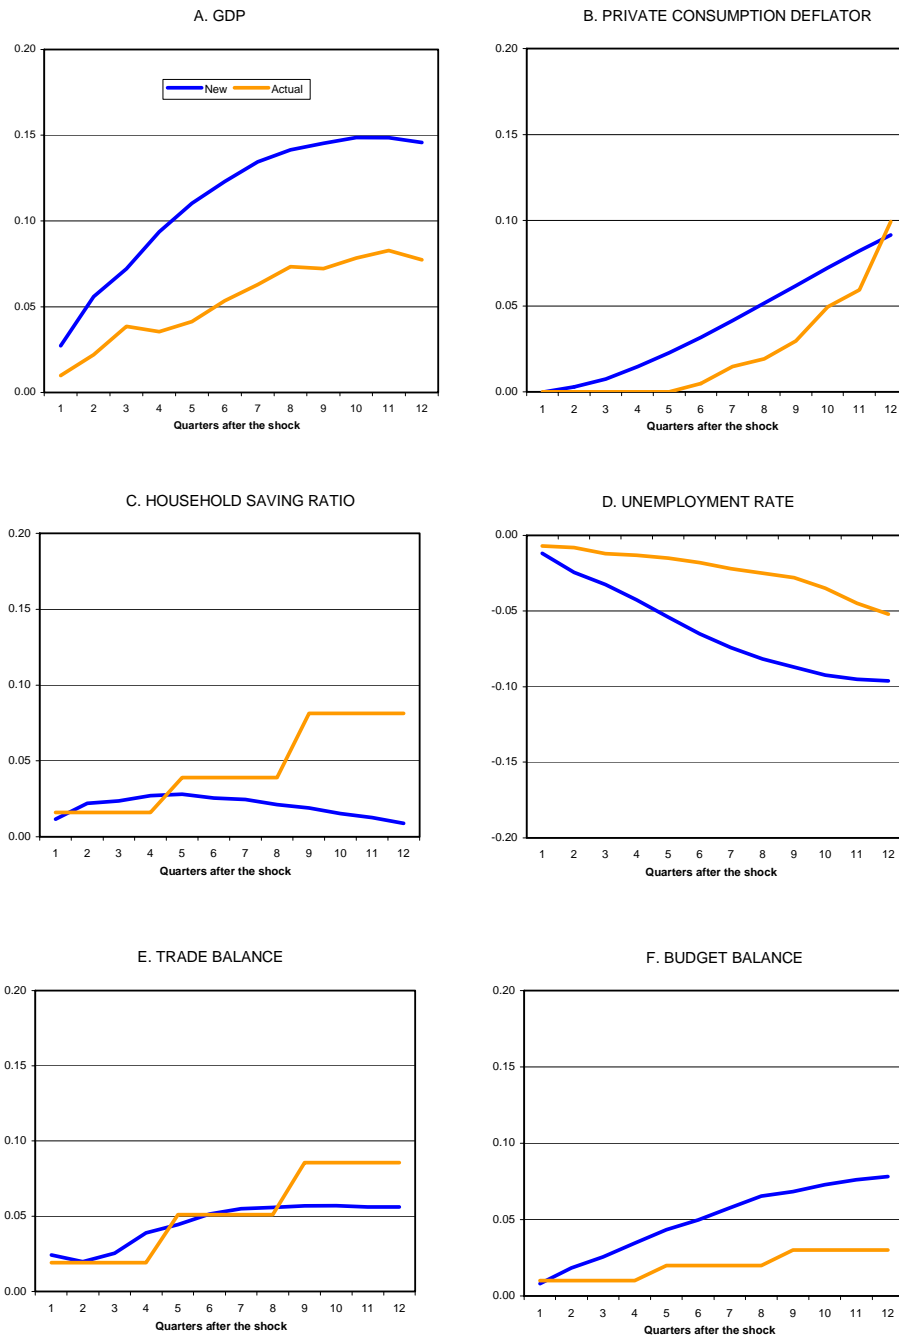 A. GDP
0.20
0.15
0.10
0.05
0.00
New Actual
1 2 3 4 5 6 7 8 9 10 11 12
Quarters after the shock
B. PRIVATE CONSUMPTION DEFLATOR
0.20
0.15
0.10
0.05
0.00
1 2 3 4 5 6 7 8 9 10 11 12
Quarters after the shock
C. HOUSEHOLD SAVING RATIO
0.20
0.15
0.10
0.05
0.00
1 2 3 4 5 6 7 8 9 10 11 12
Quarters after the shock
D. UNEMPLOYMENT RATE
0.00
-0.05
-0.10
-0.15
-0.20
1 2 3 4 5 6 7 8 9 10 11 12
Quarters after the shock
E. TRADE BALANCE
0.20
0.15
0.10
0.05
0.00
1 2 3 4 5 6 7 8 9 10 11 12
Quarters after the shock
F. BUDGET BALANCE
0.20
0.15
0.10
0.05
0.00
1 2 3 4 5 6 7 8 9 10 11 12
Quarters after the shock